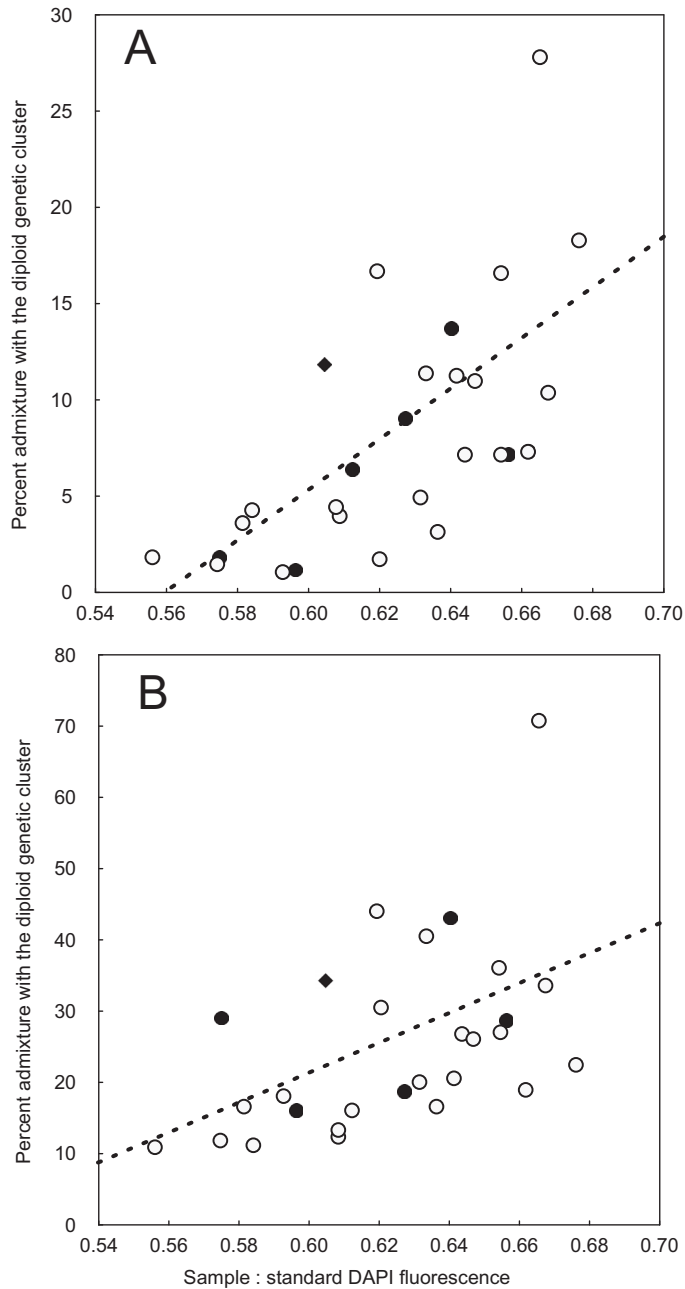 A
Percent admixture with the diploid genetic cluster
30
25
20
15
10
5
0
0.54 0.56 0.58 0.60 0.62 0.64 0.66 0.68 0.70
B
Percent admixture with the diploid genetic cluster
80
70
60
50
40
30
20
10
0
0.54 0.56 0.58 0.60 0.62 0.64 0.66 0.68 0.70
Sample : standard DAPI fluorescence